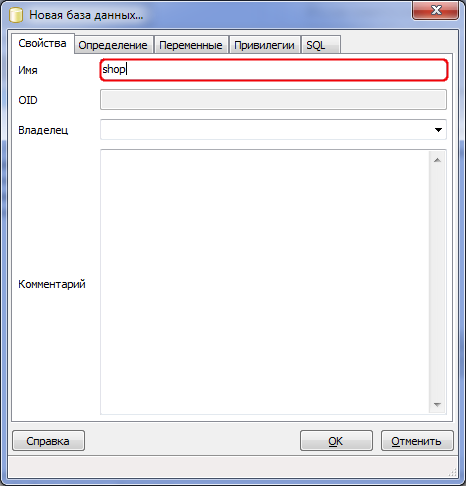 Новая база данных...
Свойства Определение Переменные Привилегии SQL
Имя shop
OID
Владелец
Комментарий
Справка OK Отменить